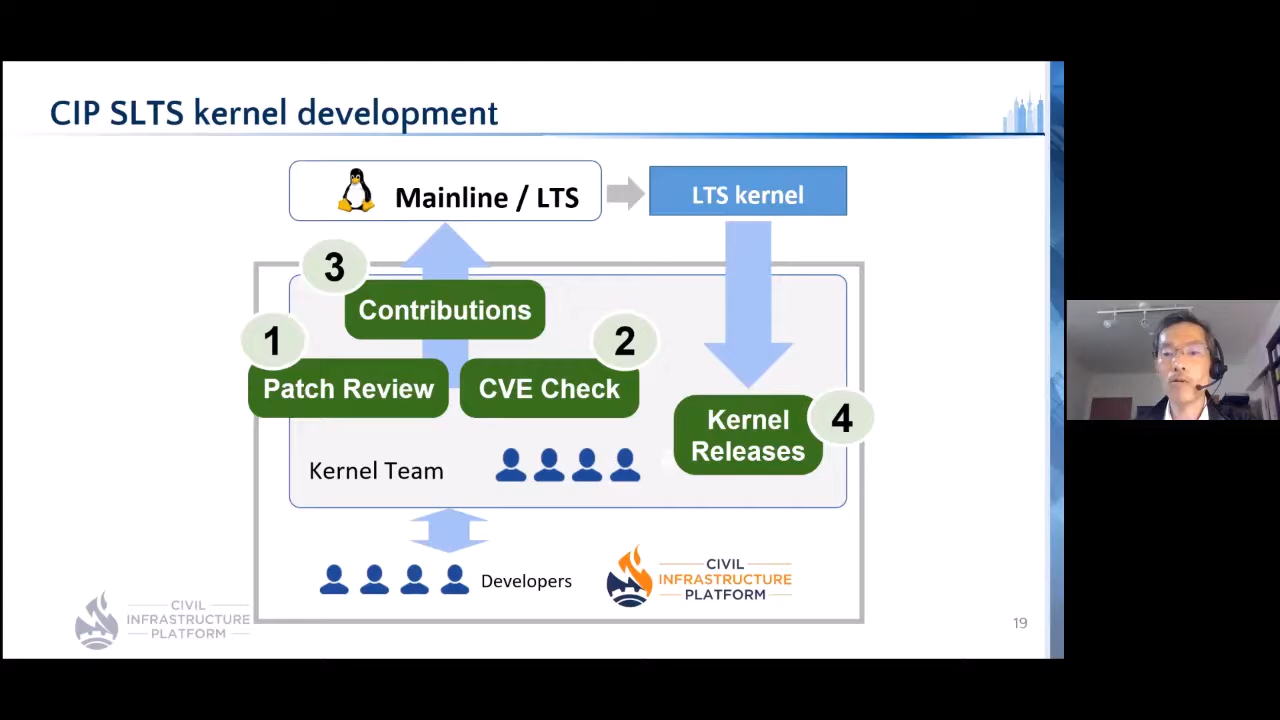 CIP SLTS kernel development
Mainline / LTS
LTS kernel
3
Contributions
1
2
Patch Review
CVE Check
Kernel
Releases
4
Kernel Team
Developers
CIVIL
INFRASTRUCTURE
PLATFORM
CIVIL
INFRASTRUCTURE
PLATFORM
19